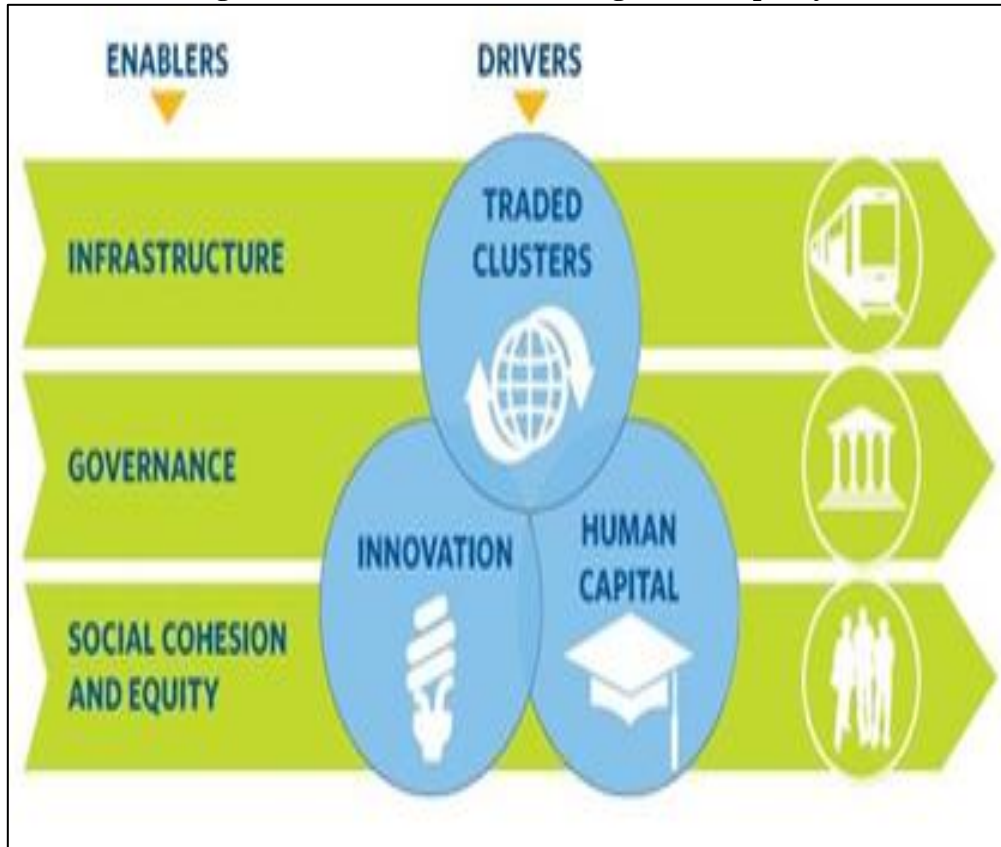 ENABLERS
DRIVERS
TRADED
CLUSTERS
INFRASTRUCTURE
GOVERNANCE
INNOVATION
HUMAN
CAPITAL
SOCIAL COHESION
AND EQUITY